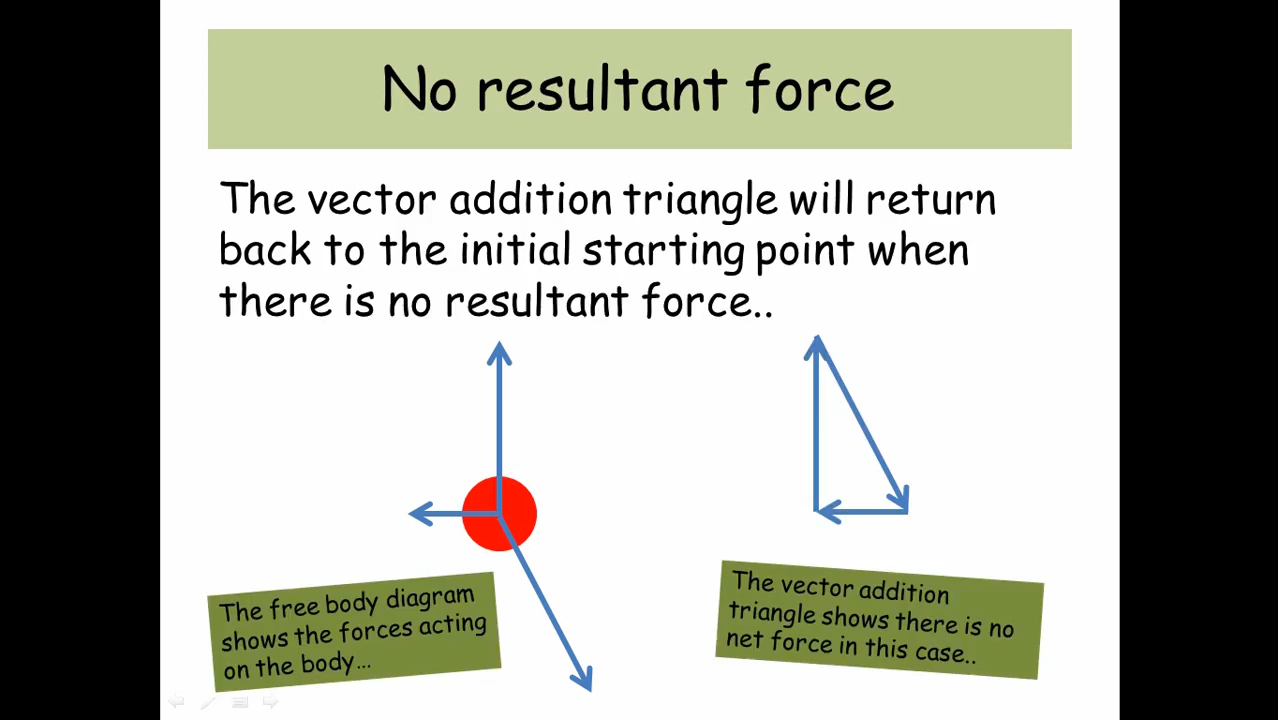 No resultant force
The vector addition triangle will return
back to the initial starting point when
there is no resultant force..
The free body diagram
shows the forces acting
on the body...
The vector addition
triangle shows there is no
net force in this case..